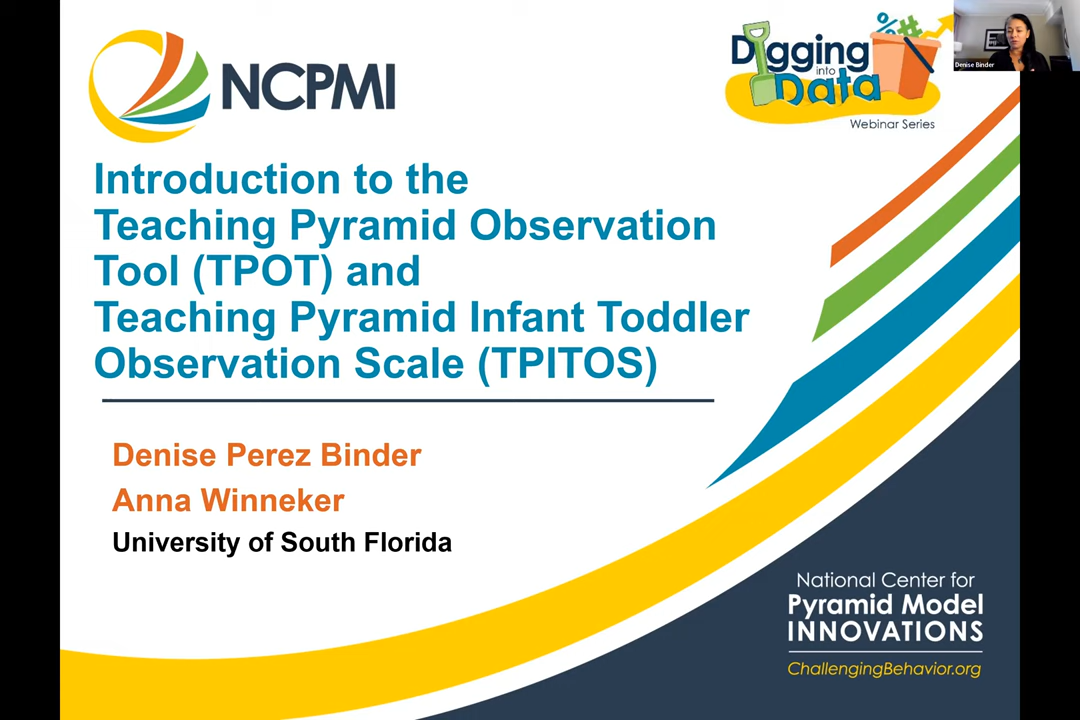 NCPMI
Digging
into
Data
% #
Webinar Series
Denise Binder
Introduction to the
Teaching Pyramid Observation
Tool (TPOT) and
Teaching Pyramid Infant Toddler
Observation Scale (TPITOS)
Denise Perez Binder
Anna Winneker
University of South Florida
National Center for
Pyramid Model
INNOVATIONS
ChallengingBehavior.org